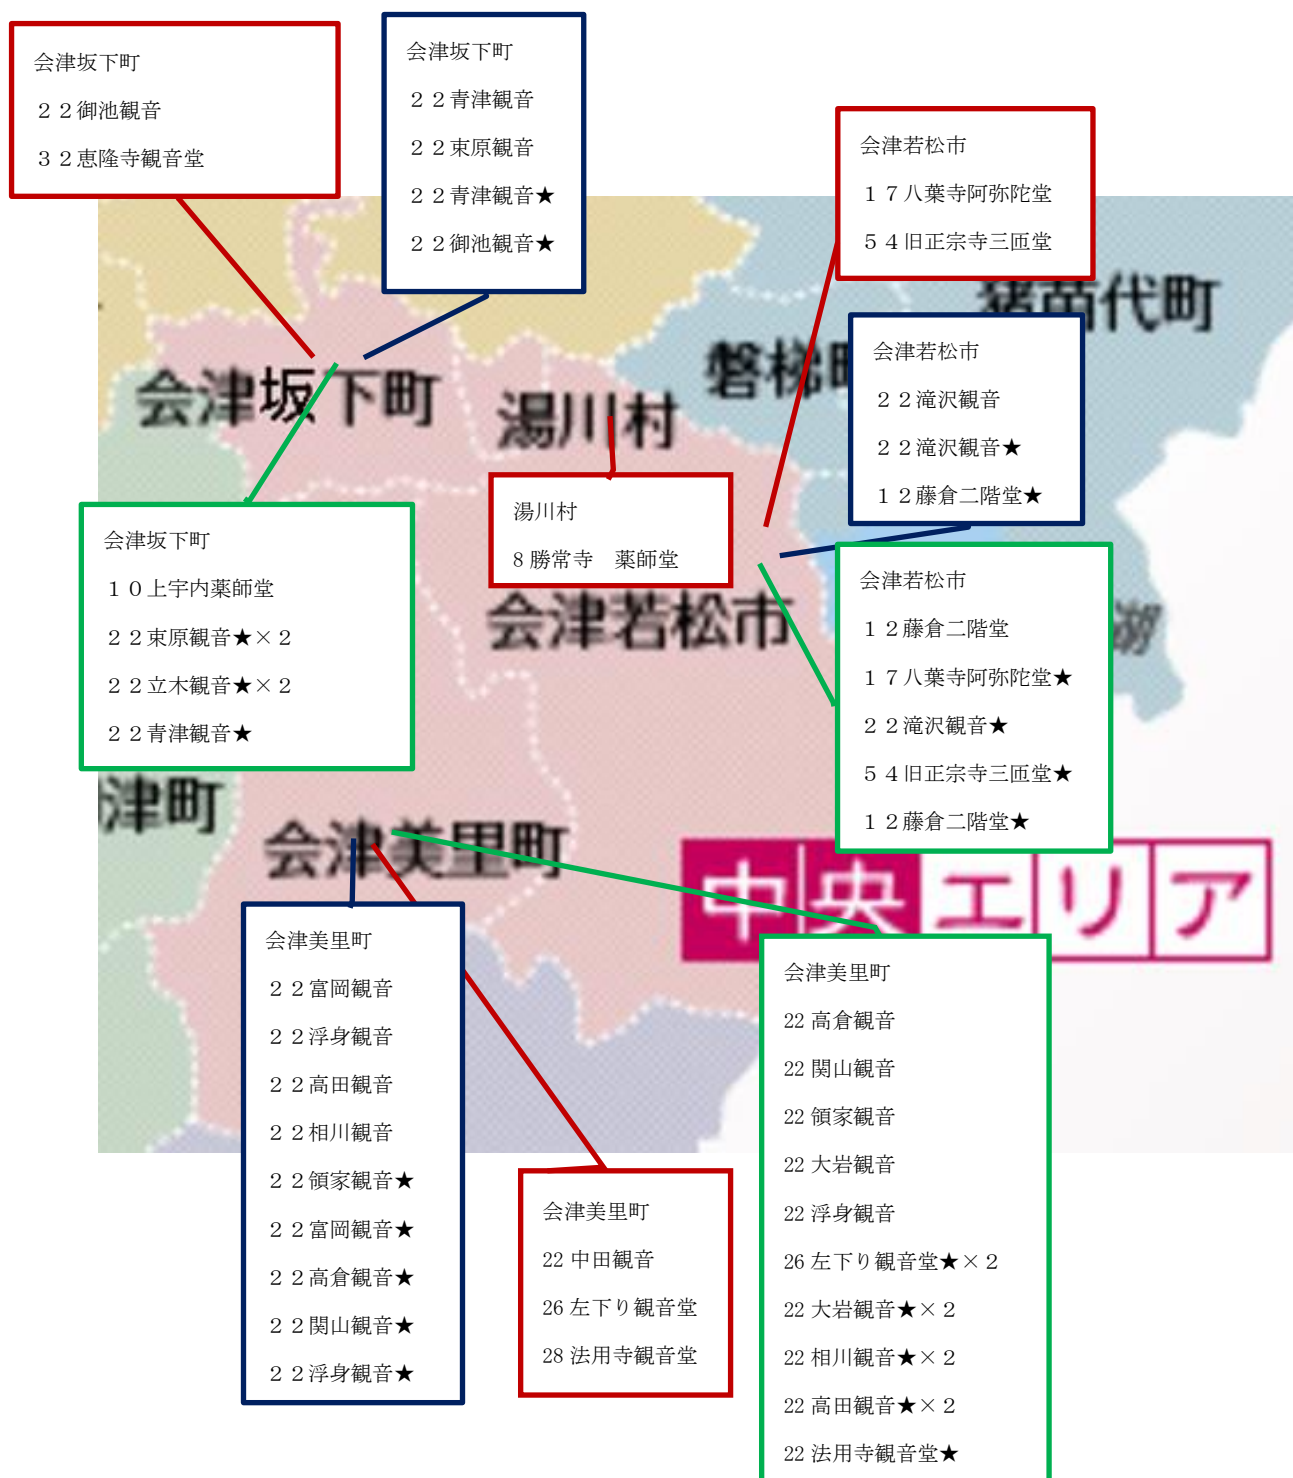 会津坂下町
２２御池観音
３２恵隆寺観音堂
会津坂下町
２２青津観音
２２束原観音
２２青津観音★
２２御池観音★
会津若松市
１７八葉寺阿弥陀堂
５４旧正宗寺三匝堂
猪苗代町
磐梯町
会津若松市
２２滝沢観音
２２滝沢観音★
１２藤倉二階堂★
会津坂下町
湯川村
湯川村
８勝常寺　薬師堂
会津坂下町
１０上宇内薬師堂
２２束原観音★×２
２２立木観音★×２
２２青津観音★
会津若松市
会津若松市
１２藤倉二階堂
１７八葉寺阿弥陀堂★
２２滝沢観音★
５４旧正宗寺三匝堂★
１２藤倉二階堂★
湖
津町
会津美里町
中央エリア
会津美里町
２２富岡観音
２２浮身観音
２２高田観音
２２相川観音
２２領家観音★
２２富岡観音★
２２高倉観音★
２２関山観音★
２２浮身観音★
会津美里町
22 中田観音
26 左下り観音堂
28 法用寺観音堂
会津美里町
22 高倉観音
22 関山観音
22 領家観音
22 大岩観音
22 浮身観音
26 左下り観音堂★×２
22 大岩観音★×２
22 相川観音★×２
22 高田観音★×２
22 法用寺観音堂★